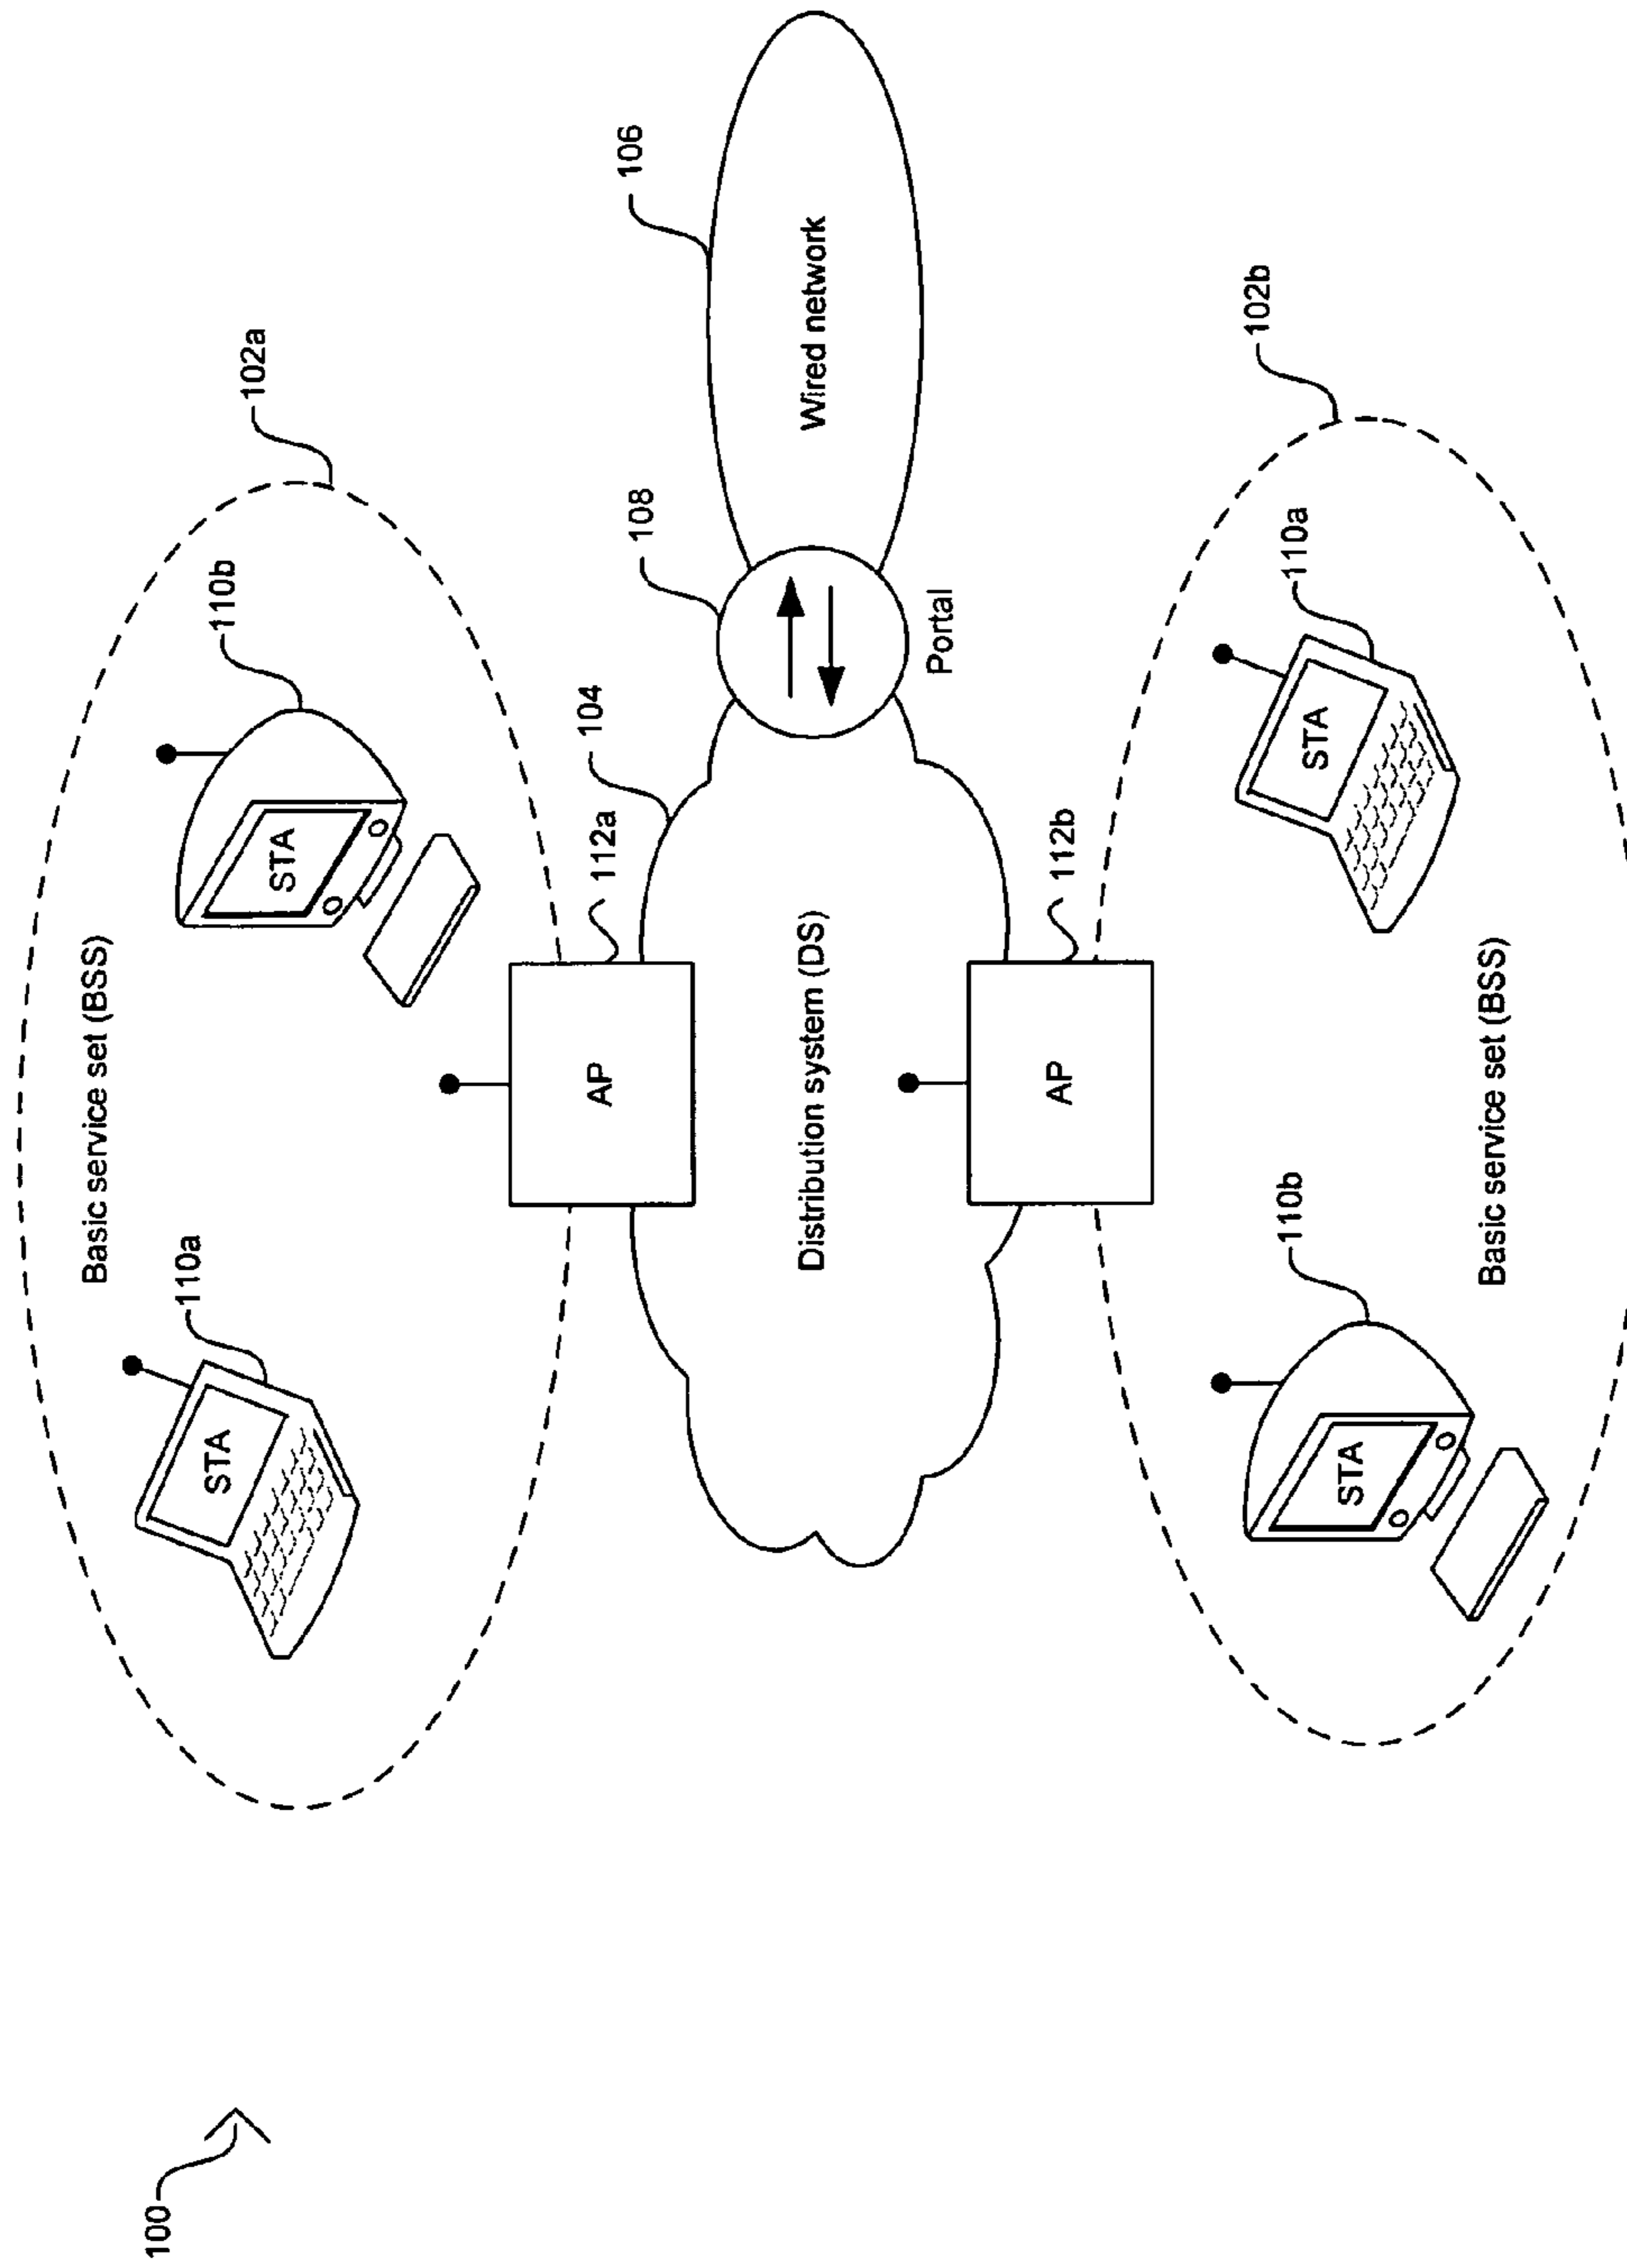 Basic service set (BSS)
100
110a
110b
102a
STA
STA
104
108
106
AP
112a
Distribution system (DS)
Wired network
Portal
AP
112b
102b
110b
110a
STA
STA
Basic service set (BSS)